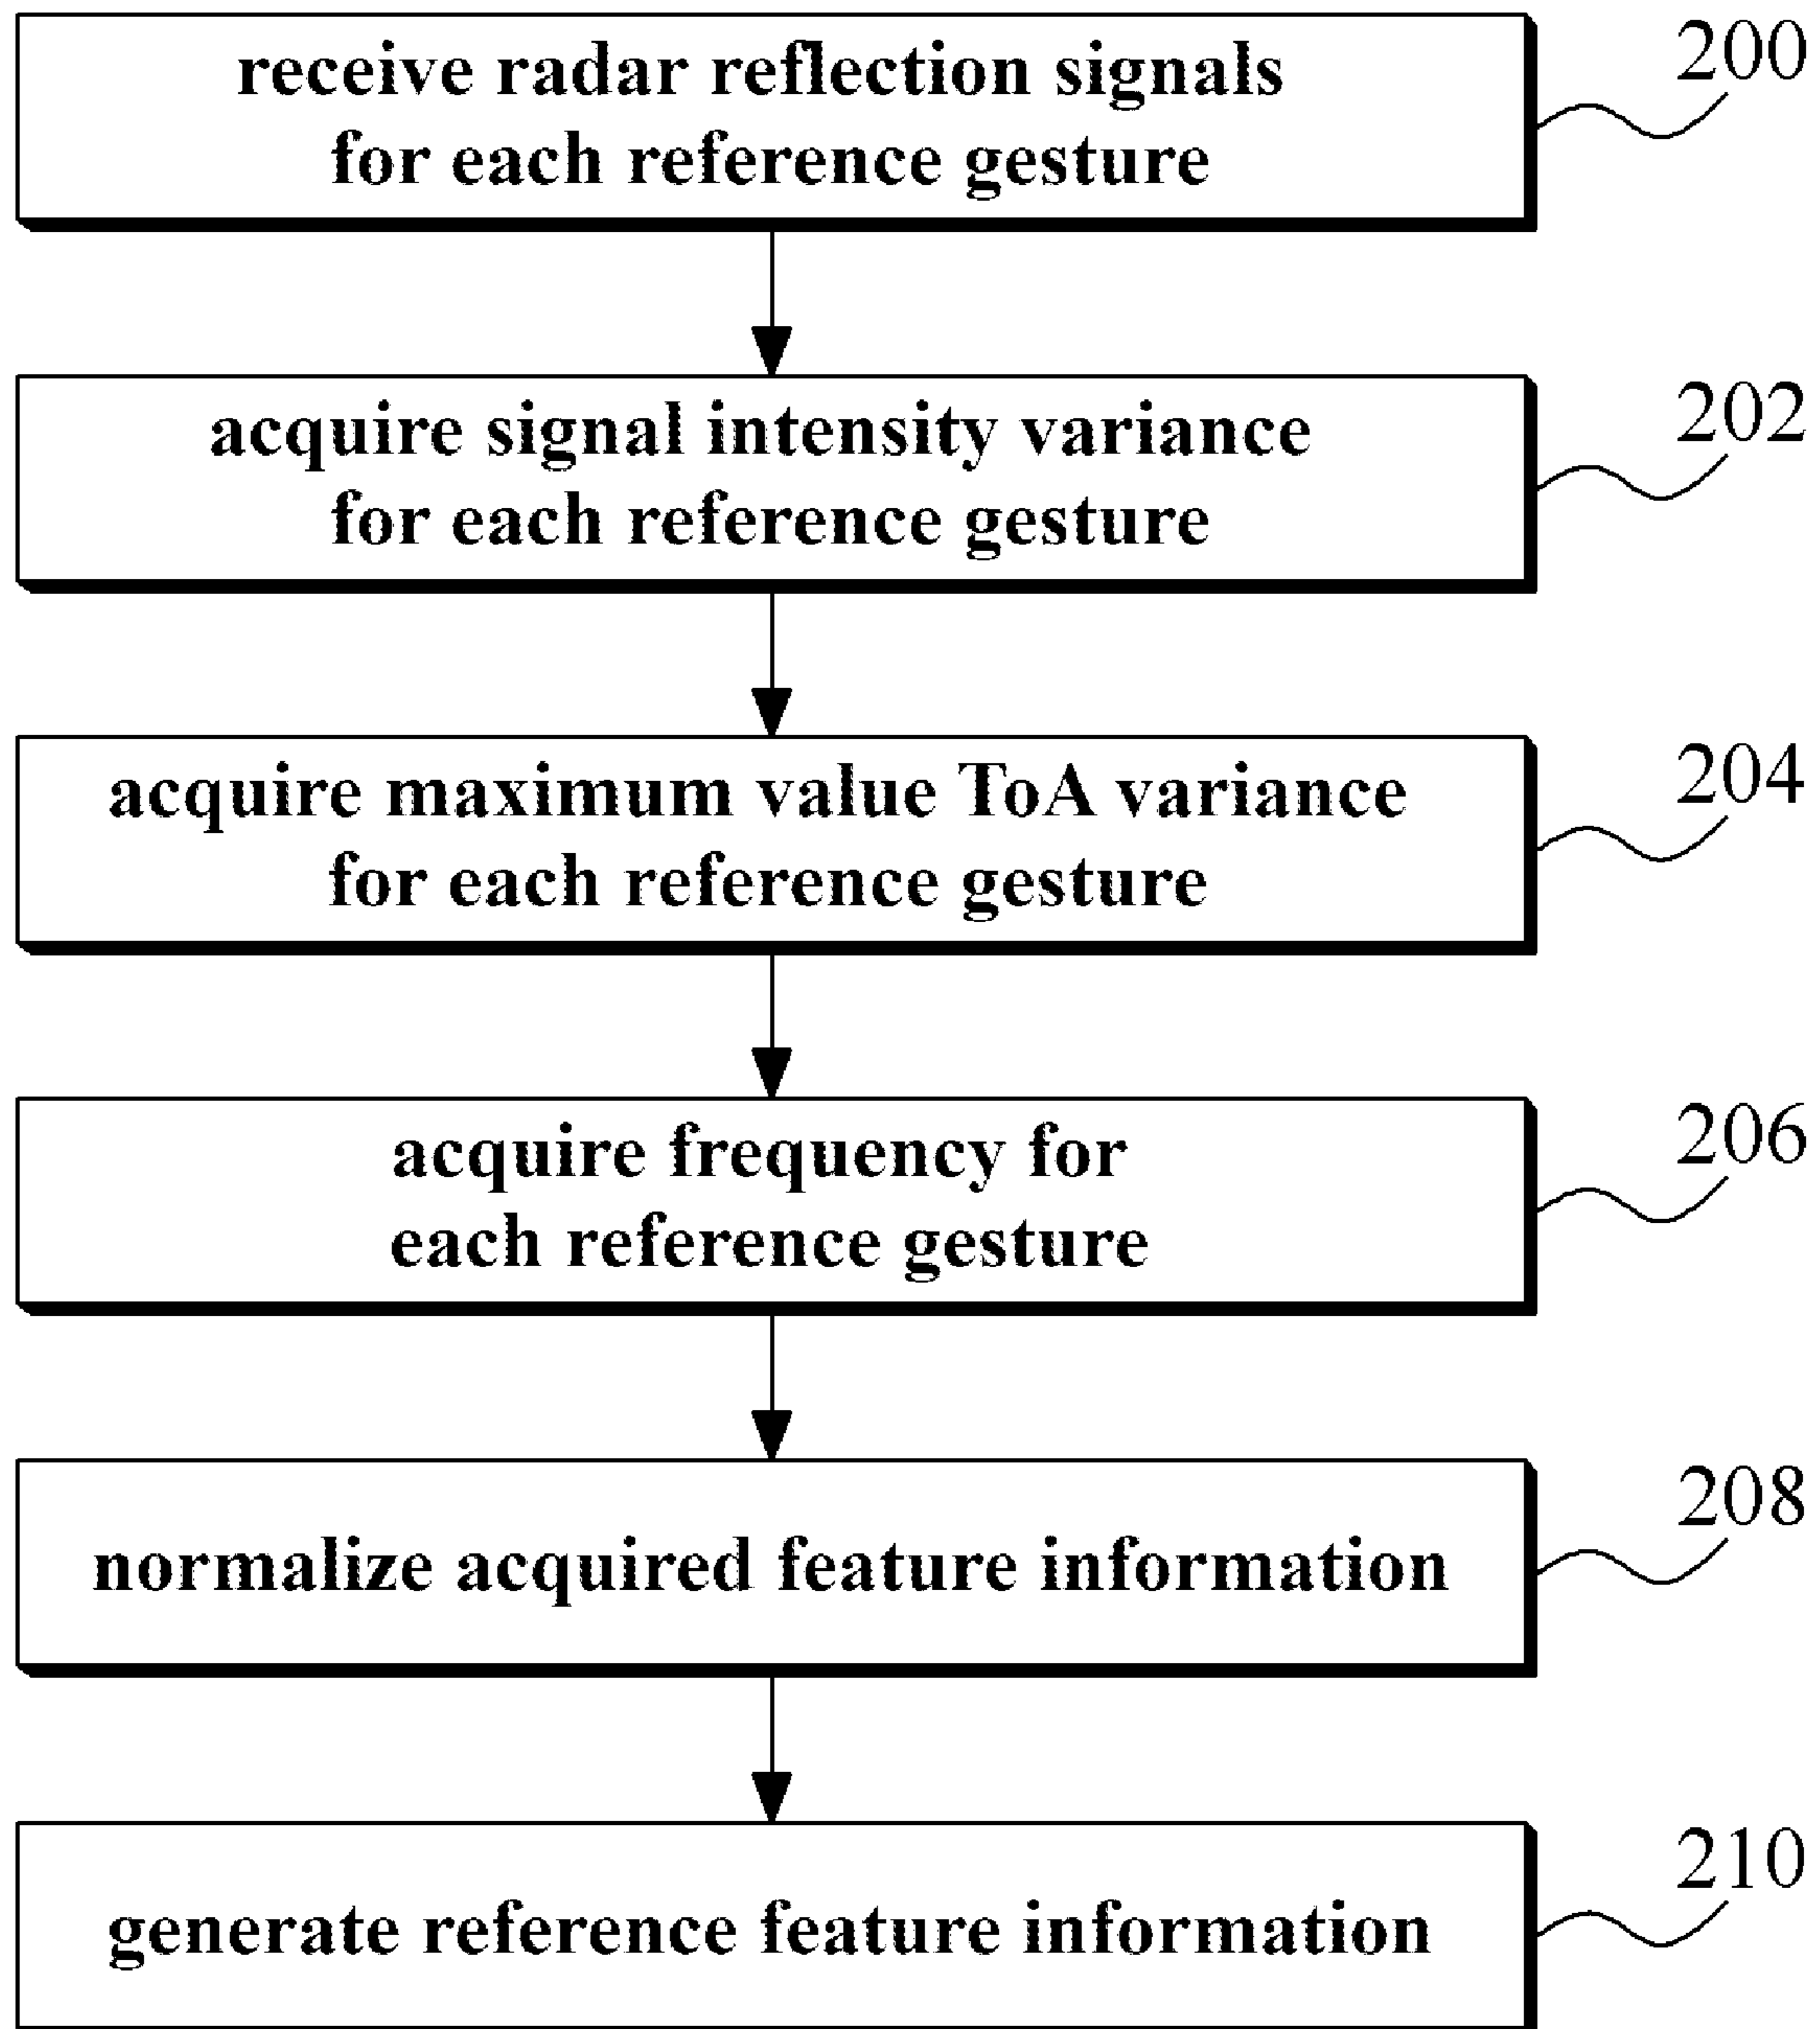 receive radar reflection signals
for each reference gesture
200
acquire signal intensity variance
for each reference gesture
202
acquire maximum value ToA variance
for each reference gesture
204
acquire frequency for
each reference gesture
206
normalize acquired feature information
208
generate reference feature information
210